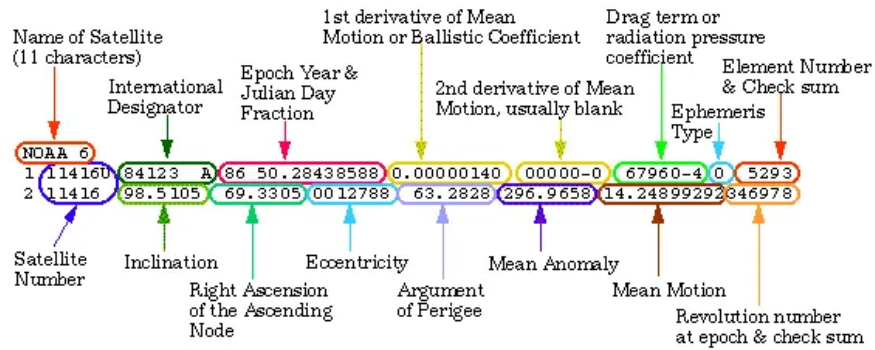 Name of Satellite
(11 characters)
International
Designator
Epoch Year &
Julian Day
Fraction
1st derivative of Mean
Motion or Ballistic Coefficient
2nd derivative of Mean
Motion, usually blank
Drag term or
radiation pressure
coefficient
Ephemeris
Type
Element Number
& Check sum
NOAA 6
1 11416U 84123 A 86 50.28438588 0.00000140 00000-0 67960-4 0 5293
2 11416 98.5105 69.3305 0012788 63.2828 296.9658 14.24899292346978
Satellite
Number
Inclination
Right Ascension
of the Ascending
Node
Eccentricity
Argument
of Perigee
Mean Anomaly
Mean Motion
Revolution number
at epoch & check sum